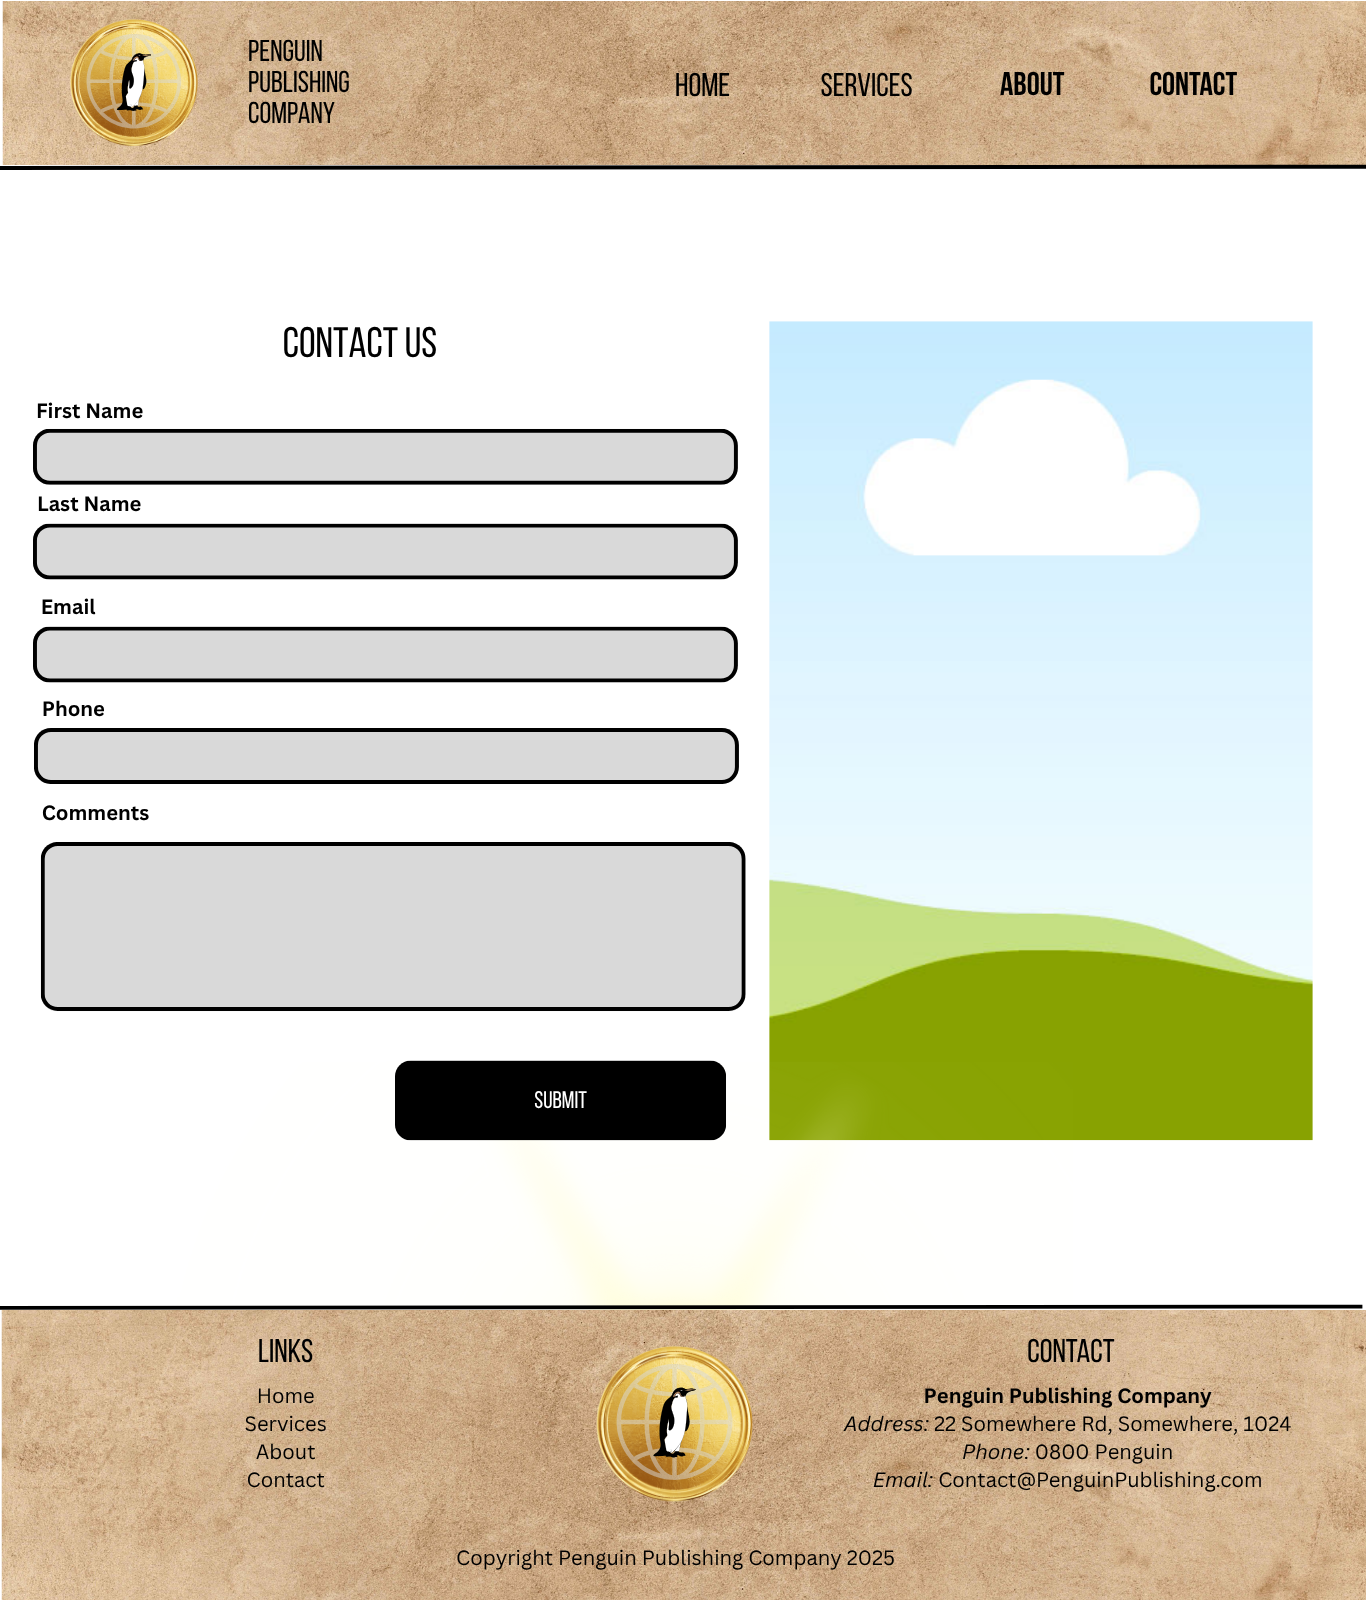 PENGUIN
PUBLISHING
COMPANY
HOME
SERVICES
ABOUT
CONTACT
CONTACT US
First Name
Last Name
Email
Phone
Comments
SUBMIT
LINKS
Home
Services
About
Contact
CONTACT
Penguin Publishing Company
Address: 22 Somewhere Rd, Somewhere, 1024
Phone: 0800 Penguin
Email: Contact@PenguinPublishing.com
Copyright Penguin Publishing Company 2025